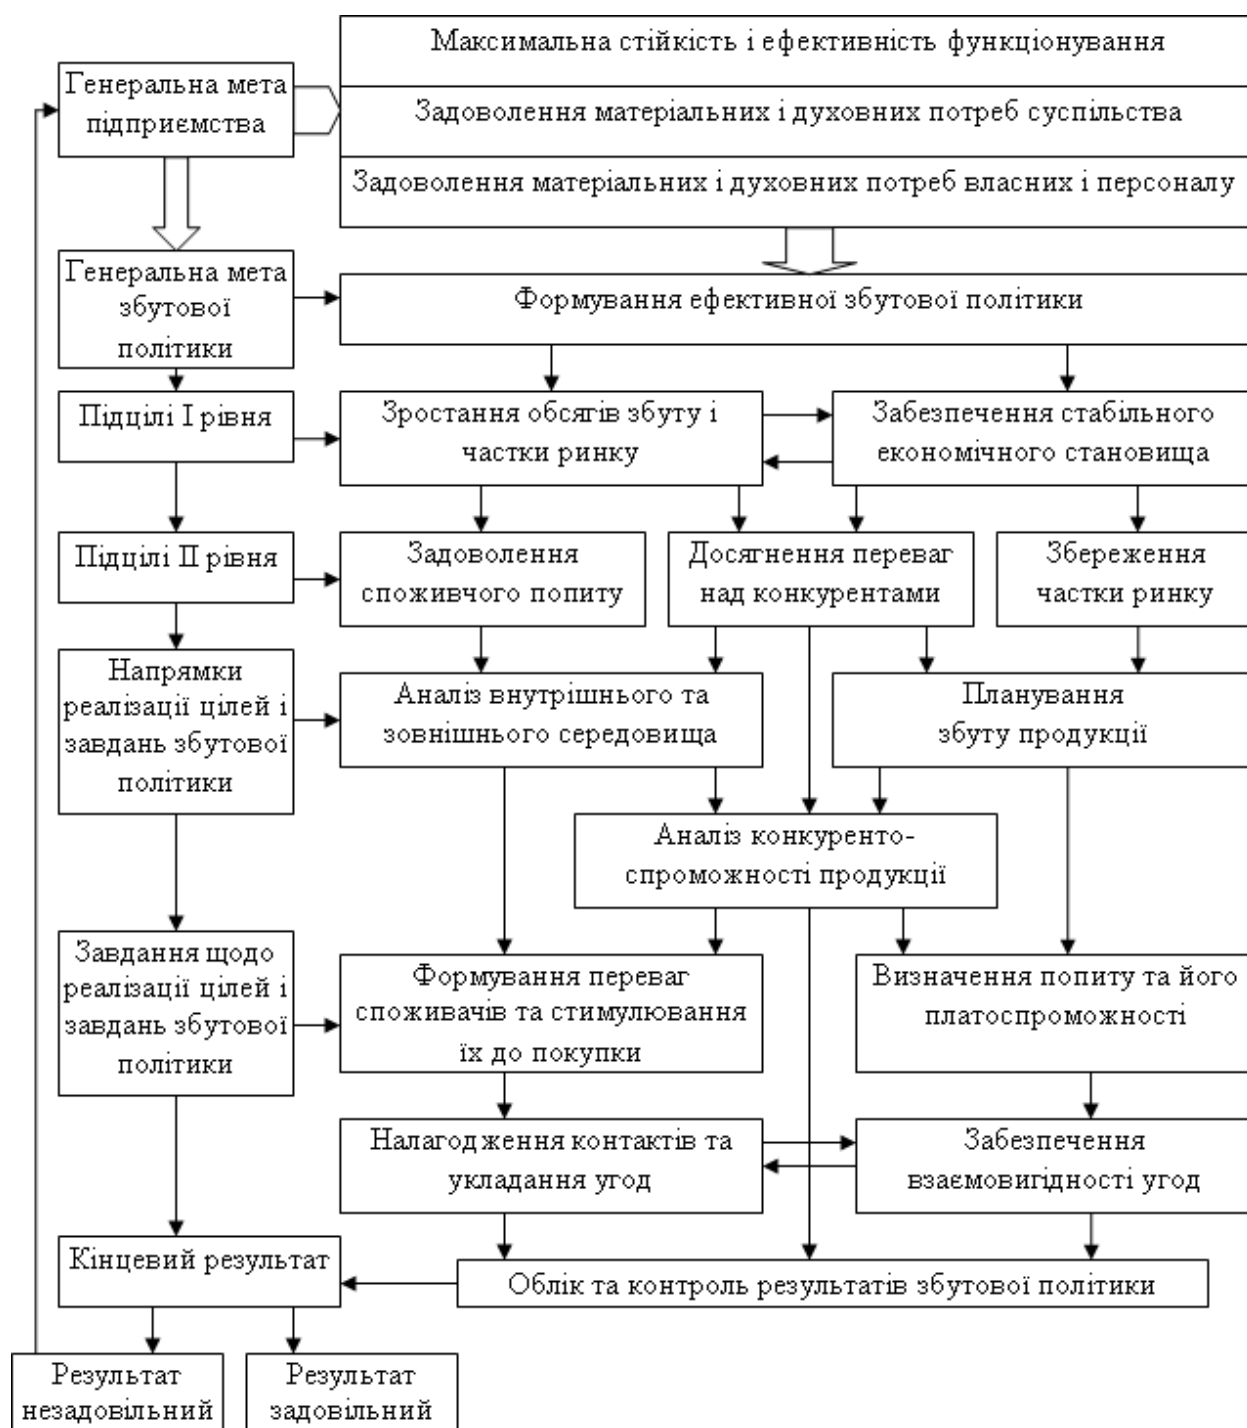 Максимальна стійкість і ефективність функціонування
Генеральна мета
підприємства
Задоволення матеріальних і духовних потреб суспільства
Задоволення матеріальних і духовних потреб власних і персоналу
Генеральна мета
збутової
політики
Формування ефективної збутової політики
Підцілі І рівня
Зростання обсягів збуту і
частки ринку
Забезпечення стабільного
економічного становища
Підцілі ІІ рівня
Задоволення
споживчого попиту
Досягнення переваг
над конкурентами
Збереження
частки ринку
Напрямки
реалізації цілей і
завдань збутової
політики
Аналіз внутрішнього та
зовнішнього середовища
Планування
збуту продукції
Аналіз конкуренто-
спроможності продукції
Завдання щодо
реалізації цілей і
завдань збутової
політики
Формування переваг
споживачів та стимулювання
їх до покупки
Визначення попиту та його
платоспроможності
Налагодження контактів та
укладання угод
Забезпечення
взаємовигідності угод
Кінцевий результат
Облік та контроль результатів збутової політики
Результат
незадовільний
Результат
задовільний